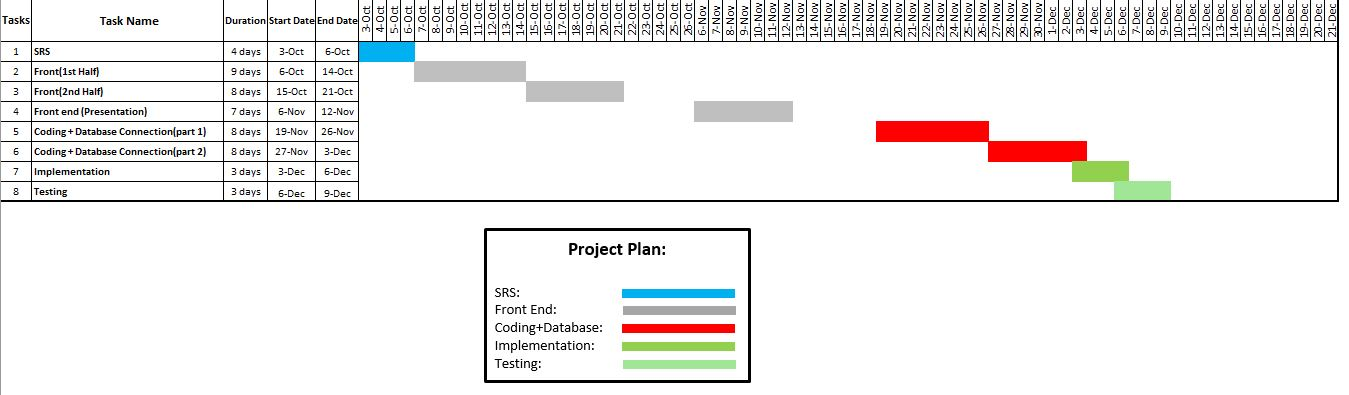 Tasks Task Name Duration Start Date End Date 3-Oct 4-Oct 5-Oct 6-Oct 7-Oct 8-Oct 9-Oct 10-Oct 11-Oct 12-Oct 13-Oct 14-Oct 15-Oct 16-Oct 17-Oct 18-Oct 19-Oct 20-Oct 21-Oct 22-Oct 23-Oct 24-Oct 25-Oct 26-Oct 6-Nov 7-Nov 8-Nov 9-Nov 10-Nov 11-Nov 12-Nov 13-Nov 14-Nov 15-Nov 16-Nov 17-Nov 18-Nov 19-Nov 20-Nov 21-Nov 22-Nov 23-Nov 24-Nov 25-Nov 26-Nov 27-Nov 28-Nov 29-Nov 30-Nov 1-Dec 2-Dec 3-Dec 4-Dec 5-Dec 6-Dec 7-Dec 8-Dec 9-Dec 10-Dec 11-Dec 12-Dec 13-Dec 14-Dec 15-Dec 16-Dec 17-Dec 18-Dec 19-Dec 20-Dec 21-Dec
1 SRS 4 days 3-Oct 6-Oct
2 Front(1st Half) 9 days 6-Oct 14-Oct
3 Front(2nd Half) 8 days 15-Oct 21-Oct
4 Front end (Presentation) 7 days 6-Nov 12-Nov
5 Coding+Database Connection(part 1) 8 days 19-Nov 26-Nov
6 Coding+Database Connection(part 2) 8 days 27-Nov 3-Dec
7 Implementation 3 days 3-Dec 6-Dec
8 Testing 3 days 6-Dec 9-Dec
Project Plan:
SRS:
Front End:
Coding+Database:
Implementation:
Testing: